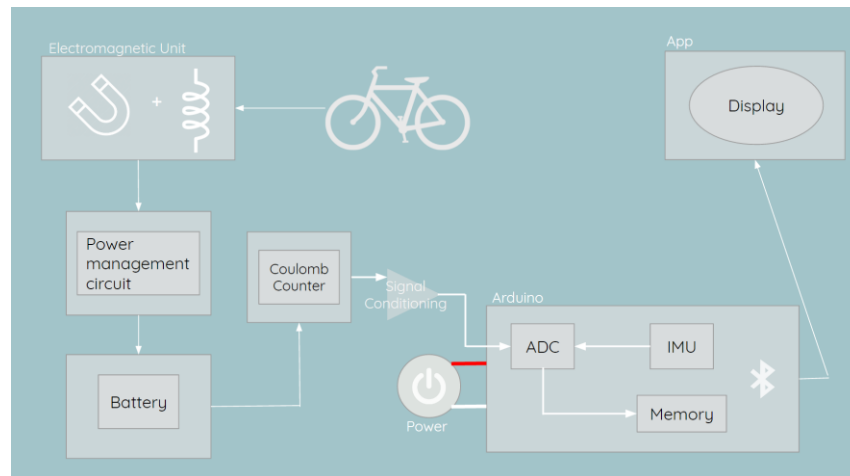 Electromagnetic Unit
+
App
Display
Power
management
circuit
Coulomb
Counter
Signal
Conditioning
Arduino
ADC
IMU
Battery
Memory
Power